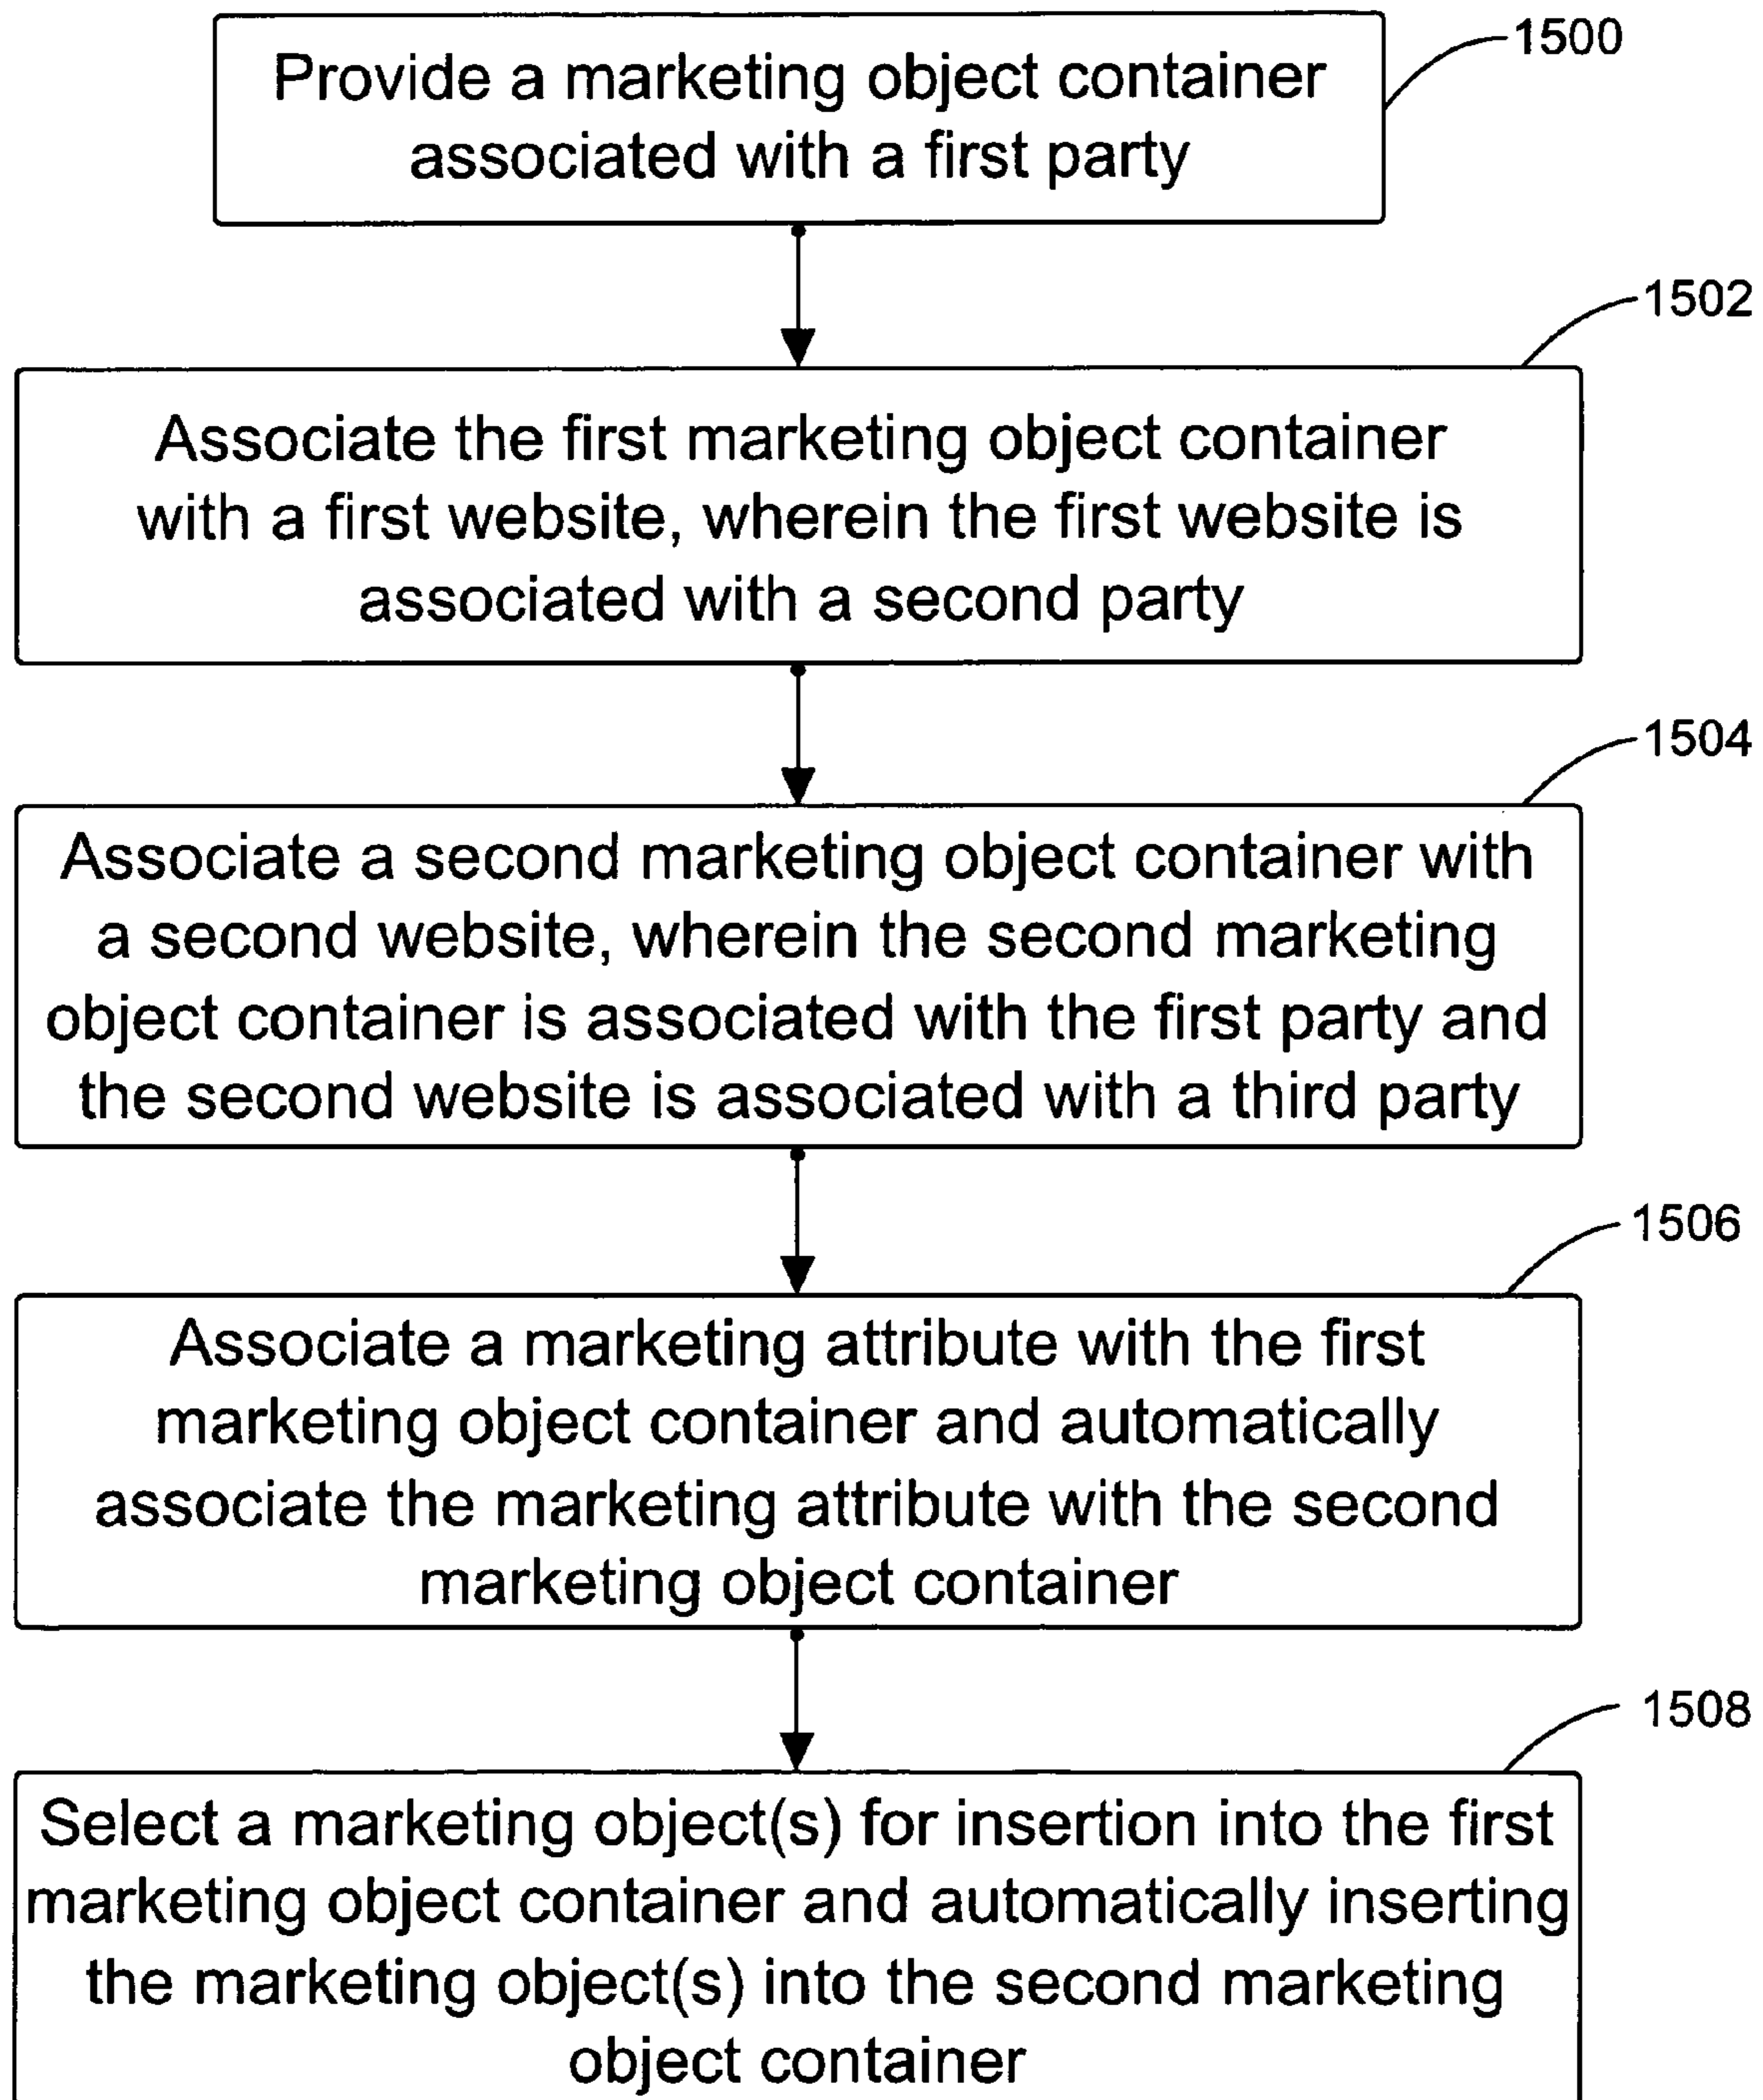 1500
Provide a marketing object container
associated with a first party
1502
Associate the first marketing object container
with a first website, wherein the first website is
associated with a second party
1504
Associate a second marketing object container with
a second website, wherein the second marketing
object container is associated with the first party and
the second website is associated with a third party
1506
Associate a marketing attribute with the first
marketing object container and automatically
associate the marketing attribute with the second
marketing object container
1508
Select a marketing object(s) for insertion into the first
marketing object container and automatically inserting
the marketing object(s) into the second marketing
object container